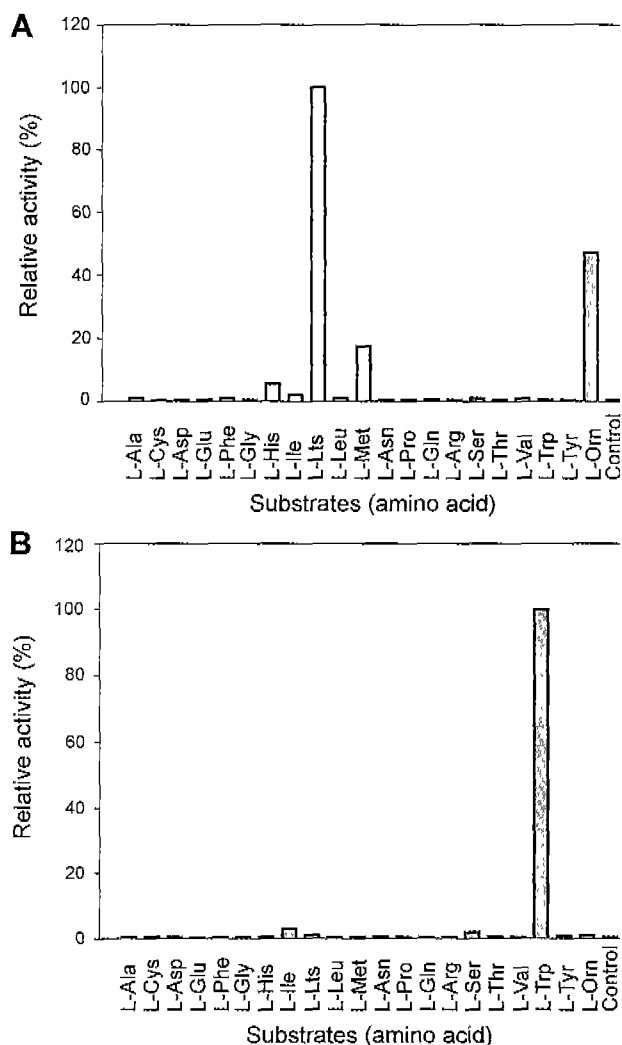 A
120
100
80
60
40
20
0
Relative activity (%)
L-Ala
L-Cys
L-Asp
L-Glu
L-Phe
L-Gly
L-His
L-Ile
L-Lts
L-Leu
L-Met
L-Asn
L-Pro
L-Gln
L-Arg
L-Ser
L-Thr
L-Val
L-Trp
L-Tyr
L-Orn
Control
Substrates (amino acid)
B
120
100
80
60
40
20
0
Relative activity (%)
L-Ala
L-Cys
L-Asp
L-Glu
L-Phe
L-Gly
L-His
L-Ile
L-Lts
L-Leu
L-Met
L-Asn
L-Pro
L-Gln
L-Arg
L-Ser
L-Thr
L-Val
L-Trp
L-Tyr
L-Orn
Control
Substrates (amino acid)